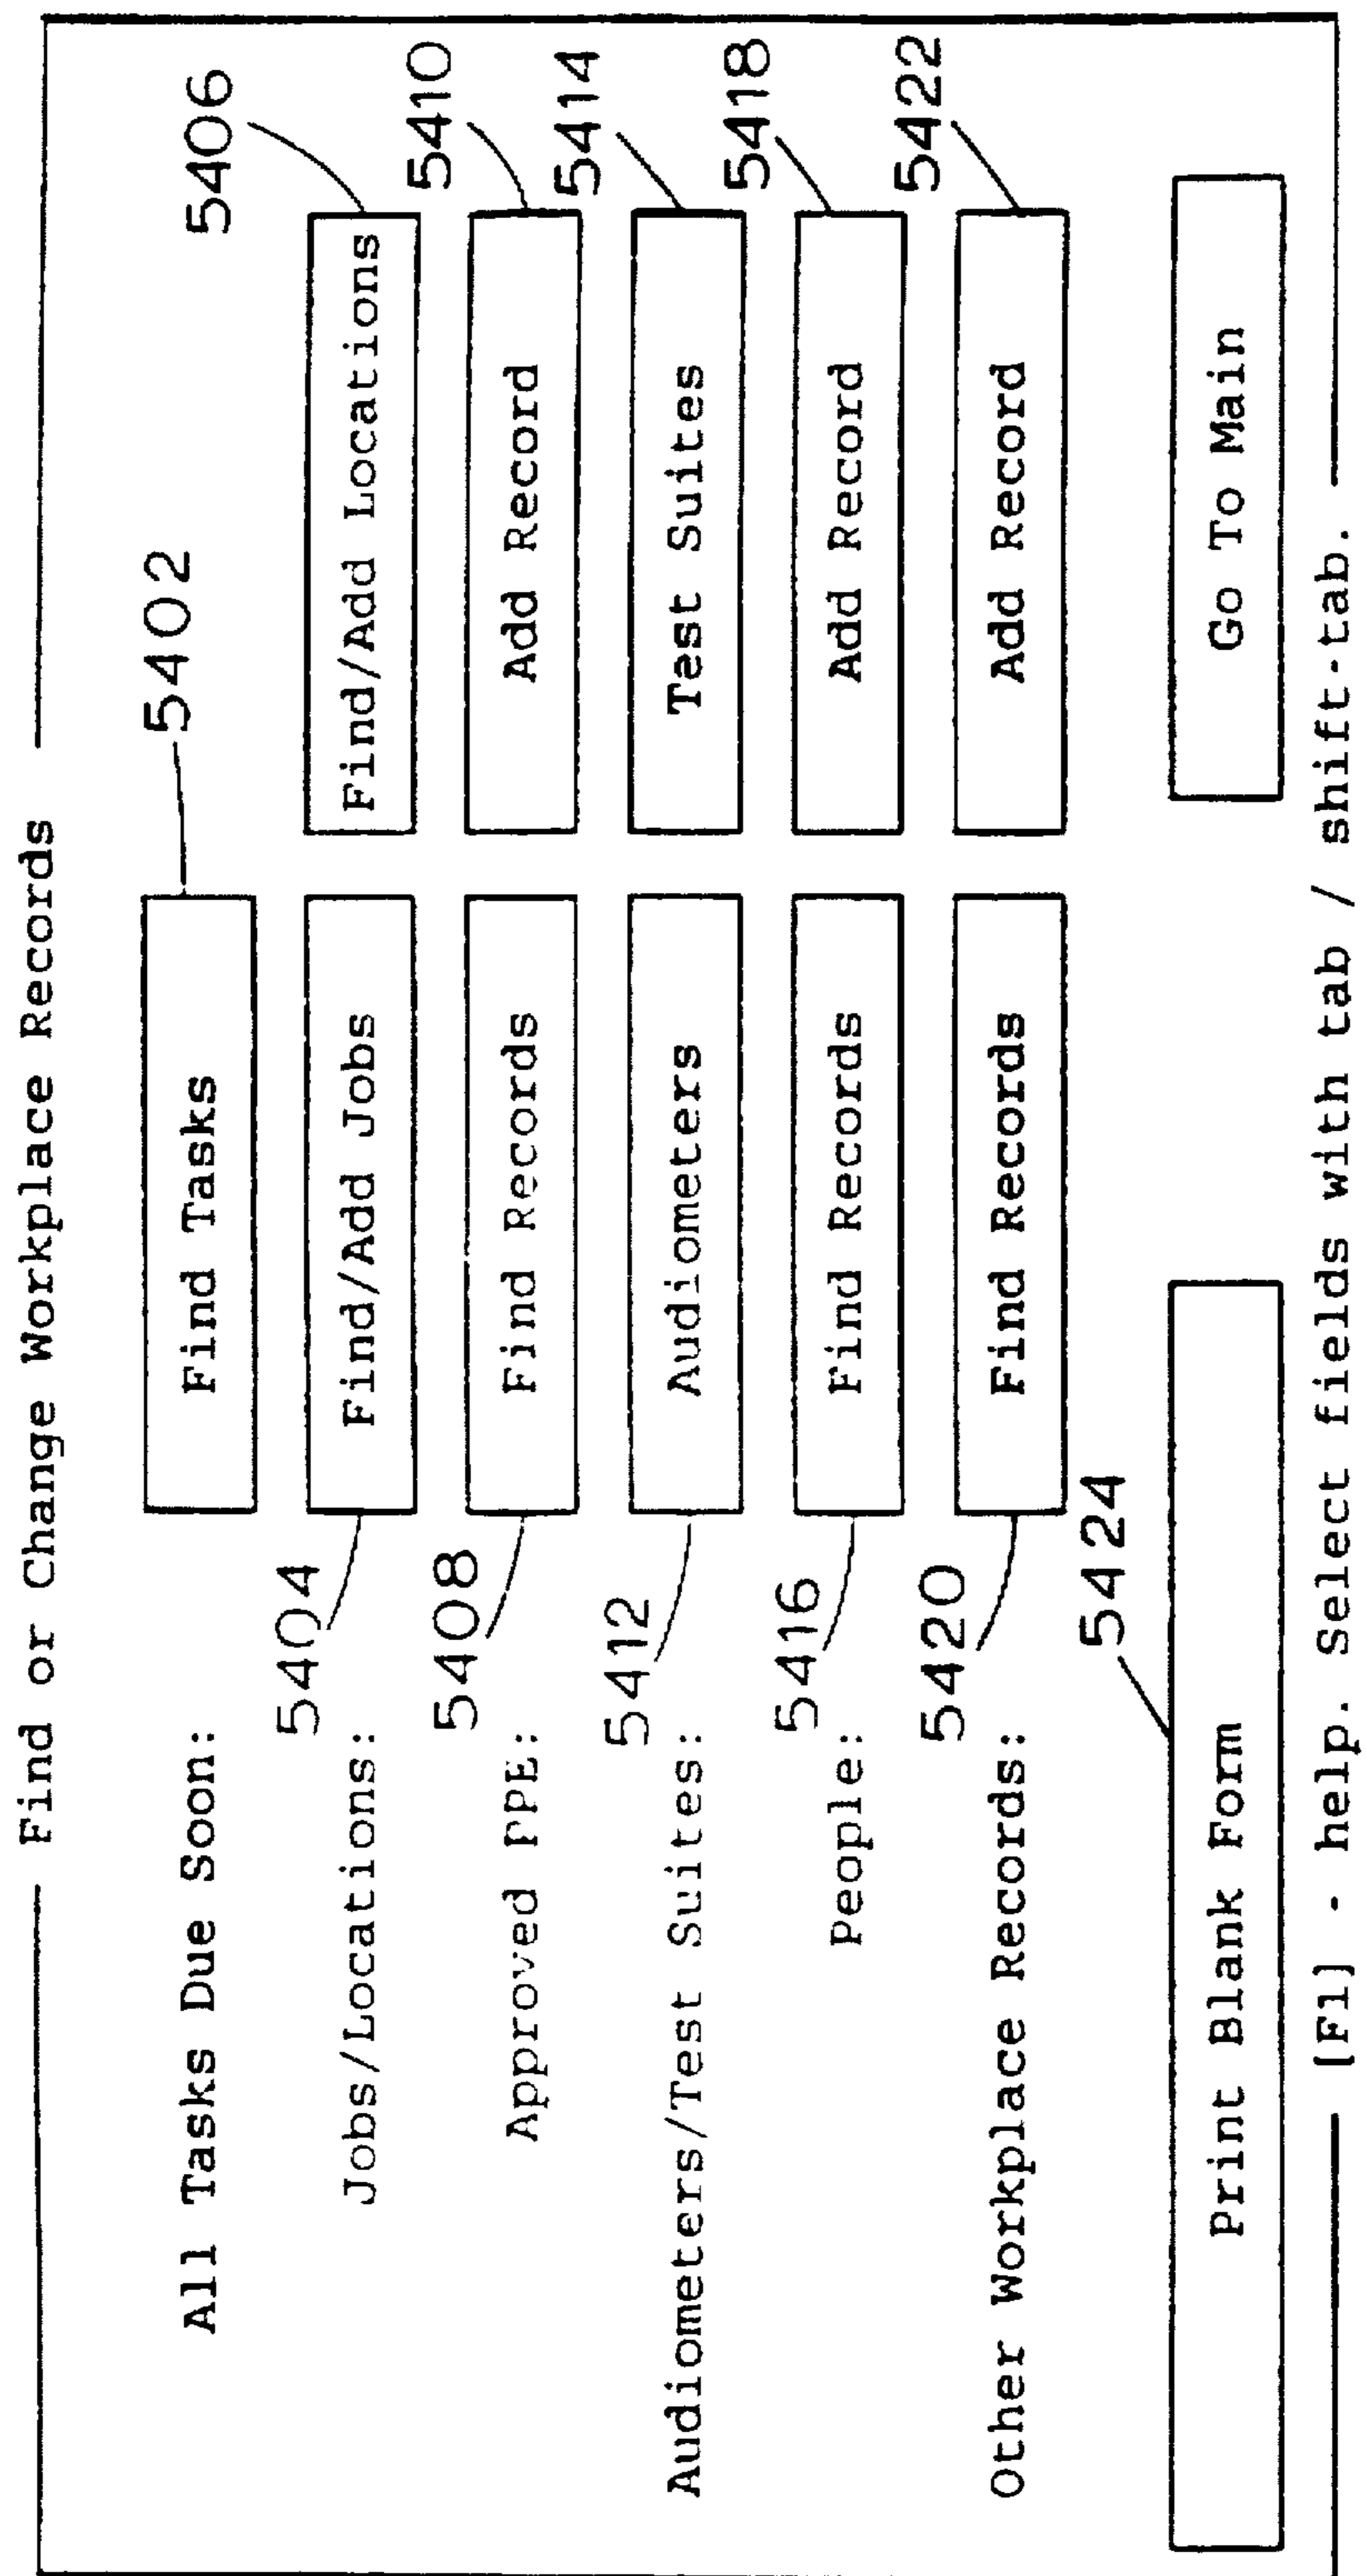 Find or Change Workplace Records
5402
All Tasks Due Soon: Find Tasks
5404 5406
Jobs/Locations: Find/Add Jobs Find/Add Locations
5408 5410
Approved PPE: Find Records Add Record
5412 5414
Audiometers/Test Suites: Audiometers Test Suites
5416 5418
People: Find Records Add Record
5420 5422
Other Workplace Records: Find Records Add Record
5424
Print Blank Form Go To Main
[F1] - help. Select fields with tab / shift-tab.